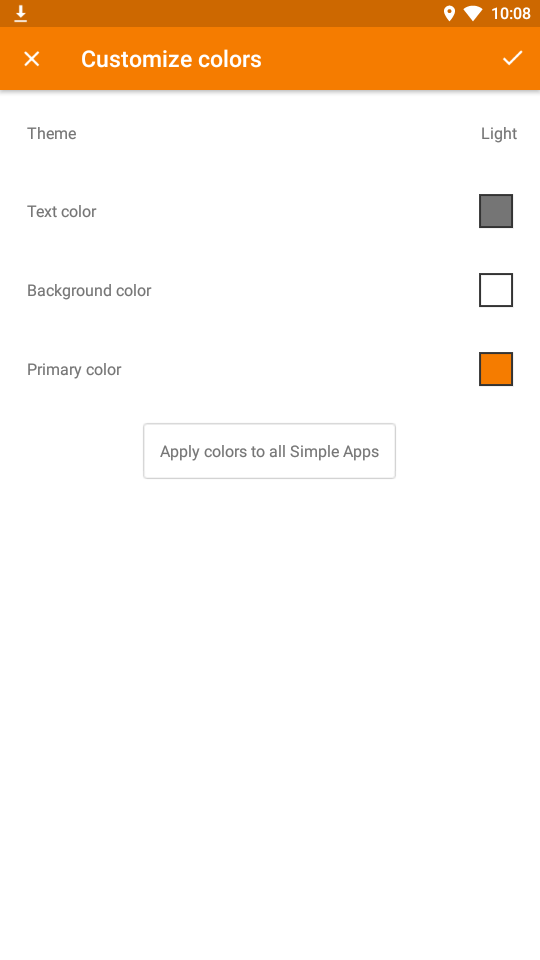 10:08
Customize colors
Theme Light
Text color
Background color
Primary color
Apply colors to all Simple Apps